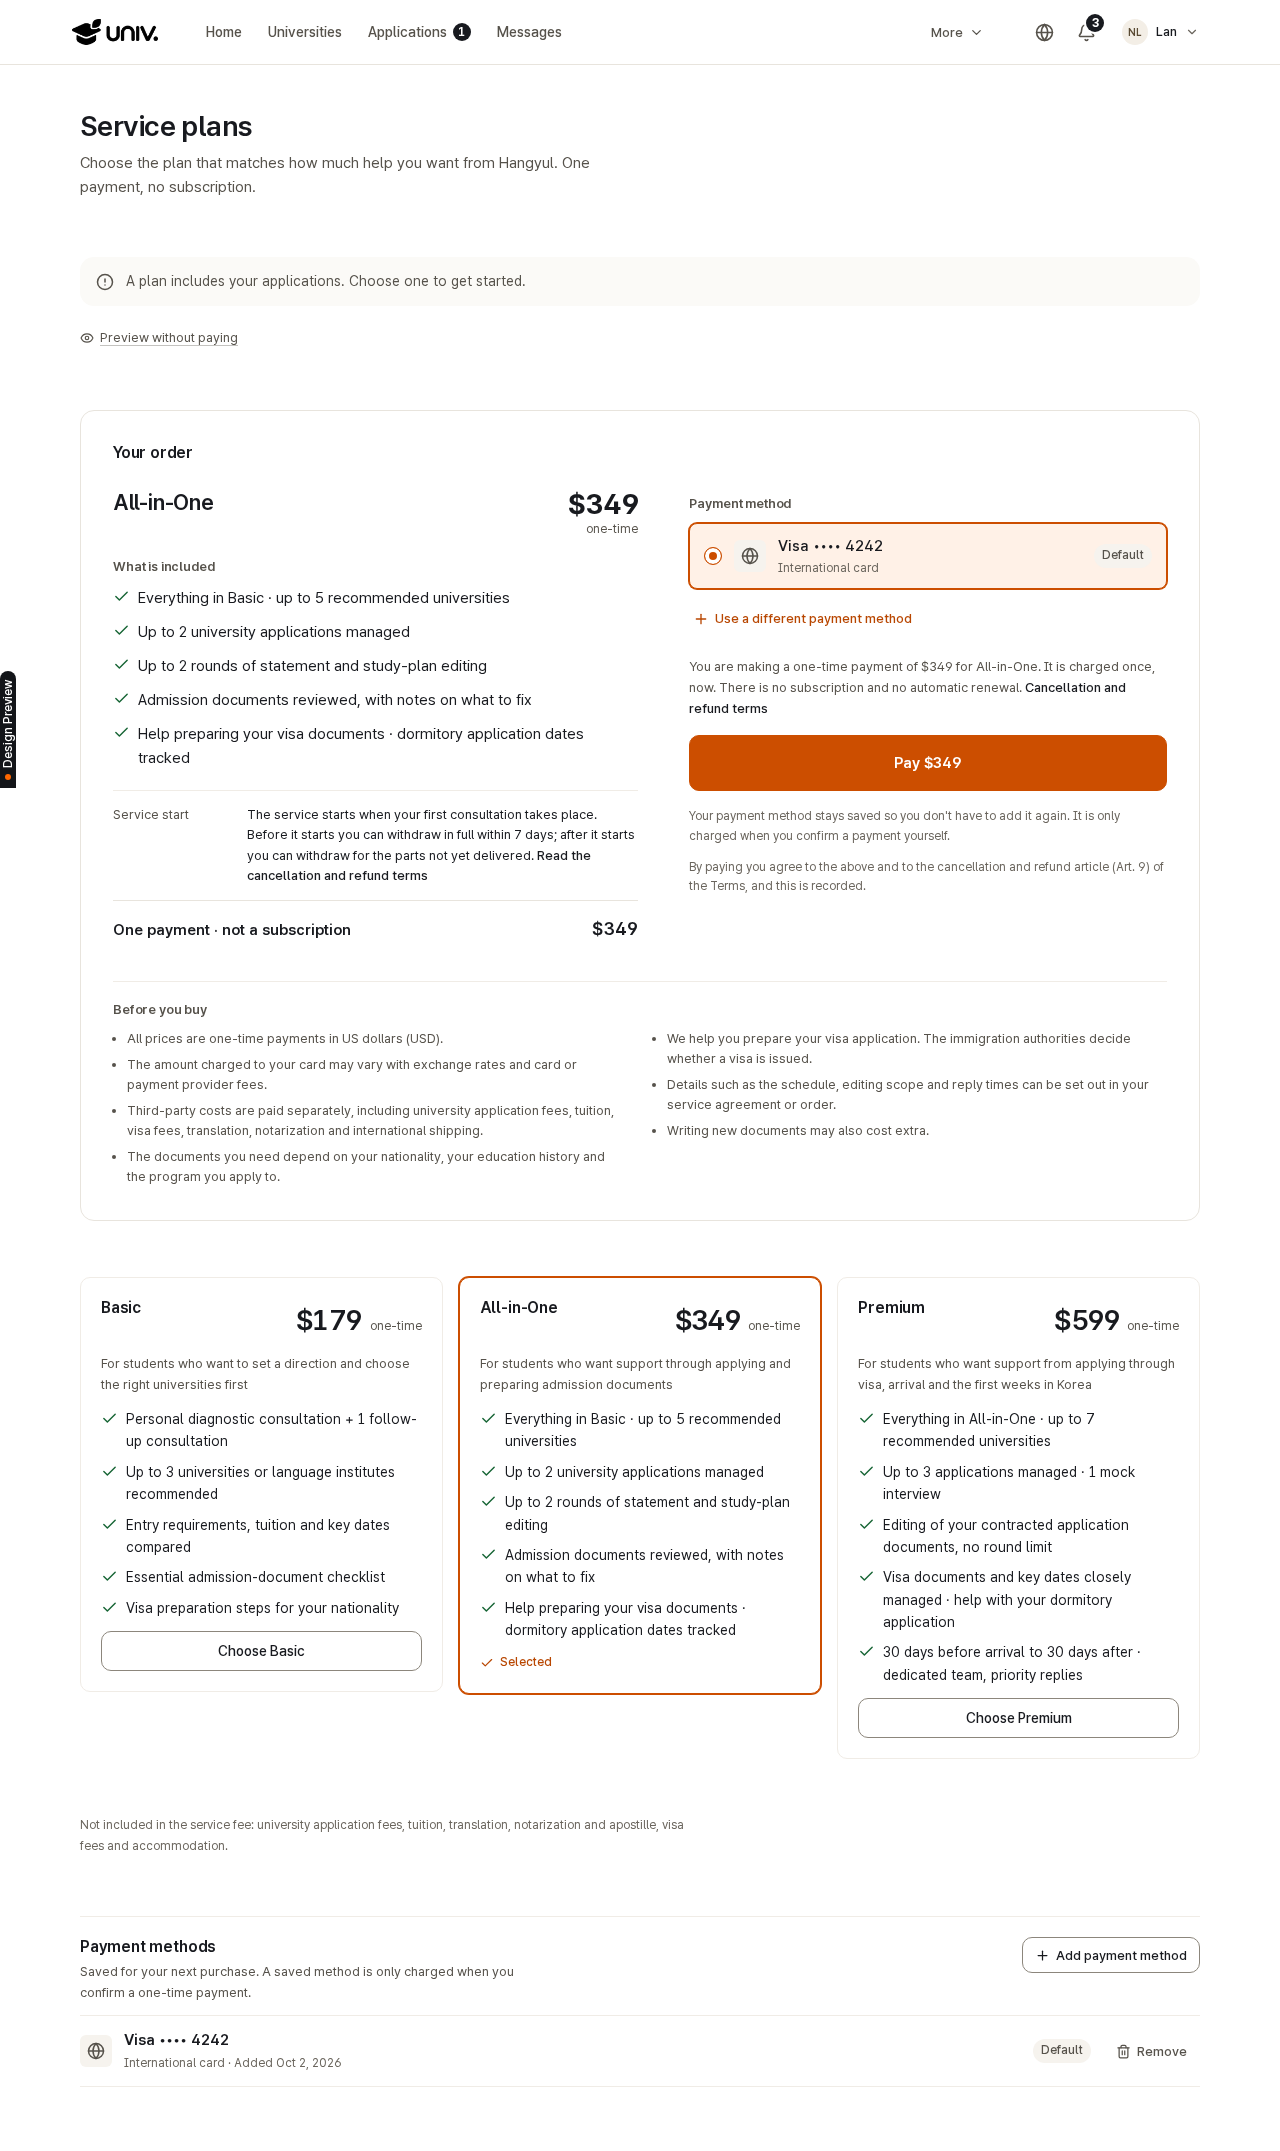 UNIV.
Home
Universities
Applications 1
Messages
More
3
NL
Lan
Service plans
Choose the plan that matches how much help you want from Hangyul. One
payment, no subscription.
A plan includes your applications. Choose one to get started.
Preview without paying
Design Preview
Your order
All-in-One
$349
one-time
What is included
Everything in Basic · up to 5 recommended universities
Up to 2 university applications managed
Up to 2 rounds of statement and study-plan editing
Admission documents reviewed, with notes on what to fix
Help preparing your visa documents · dormitory application dates
tracked
Service start
The service starts when your first consultation takes place.
Before it starts you can withdraw in full within 7 days; after it starts
you can withdraw for the parts not yet delivered. Read the
cancellation and refund terms
One payment · not a subscription
$349
Payment method
Visa •••• 4242
International card
Default
Use a different payment method
You are making a one-time payment of $349 for All-in-One. It is charged once,
now. There is no subscription and no automatic renewal. Cancellation and
refund terms
Pay $349
Your payment method stays saved so you don't have to add it again. It is only
charged when you confirm a payment yourself.
By paying you agree to the above and to the cancellation and refund article (Art. 9) of
the Terms, and this is recorded.
Before you buy
• All prices are one-time payments in US dollars (USD).
• The amount charged to your card may vary with exchange rates and card or
payment provider fees.
• Third-party costs are paid separately, including university application fees, tuition,
visa fees, translation, notarization and international shipping.
• The documents you need depend on your nationality, your education history and
the program you apply to.
• We help you prepare your visa application. The immigration authorities decide
whether a visa is issued.
• Details such as the schedule, editing scope and reply times can be set out in your
service agreement or order.
• Writing new documents may also cost extra.
Basic
$179 one-time
For students who want to set a direction and choose
the right universities first
Personal diagnostic consultation + 1 follow-
up consultation
Up to 3 universities or language institutes
recommended
Entry requirements, tuition and key dates
compared
Essential admission-document checklist
Visa preparation steps for your nationality
Choose Basic
All-in-One
$349 one-time
For students who want support through applying and
preparing admission documents
Everything in Basic · up to 5 recommended
universities
Up to 2 university applications managed
Up to 2 rounds of statement and study-plan
editing
Admission documents reviewed, with notes
on what to fix
Help preparing your visa documents ·
dormitory application dates tracked
Selected
Premium
$599 one-time
For students who want support from applying through
visa, arrival and the first weeks in Korea
Everything in All-in-One · up to 7
recommended universities
Up to 3 applications managed · 1 mock
interview
Editing of your contracted application
documents, no round limit
Visa documents and key dates closely
managed · help with your dormitory
application
30 days before arrival to 30 days after ·
dedicated team, priority replies
Choose Premium
Not included in the service fee: university application fees, tuition, translation, notarization and apostille, visa
fees and accommodation.
Payment methods
Saved for your next purchase. A saved method is only charged when you
confirm a one-time payment.
Add payment method
Visa •••• 4242
International card · Added Oct 2, 2026
Default
Remove